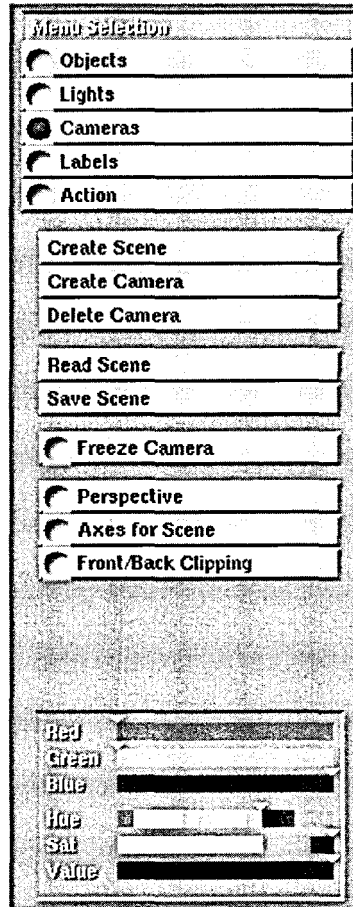 Menu Selection
Objects
Lights
Cameras
Labels
Action
Create Scene
Create Camera
Delete Camera
Read Scene
Save Scene
Freeze Camera
Perspective
Axes for Scene
Front/Back Clipping
Red
Green
Blue
Hue
Sat
Value